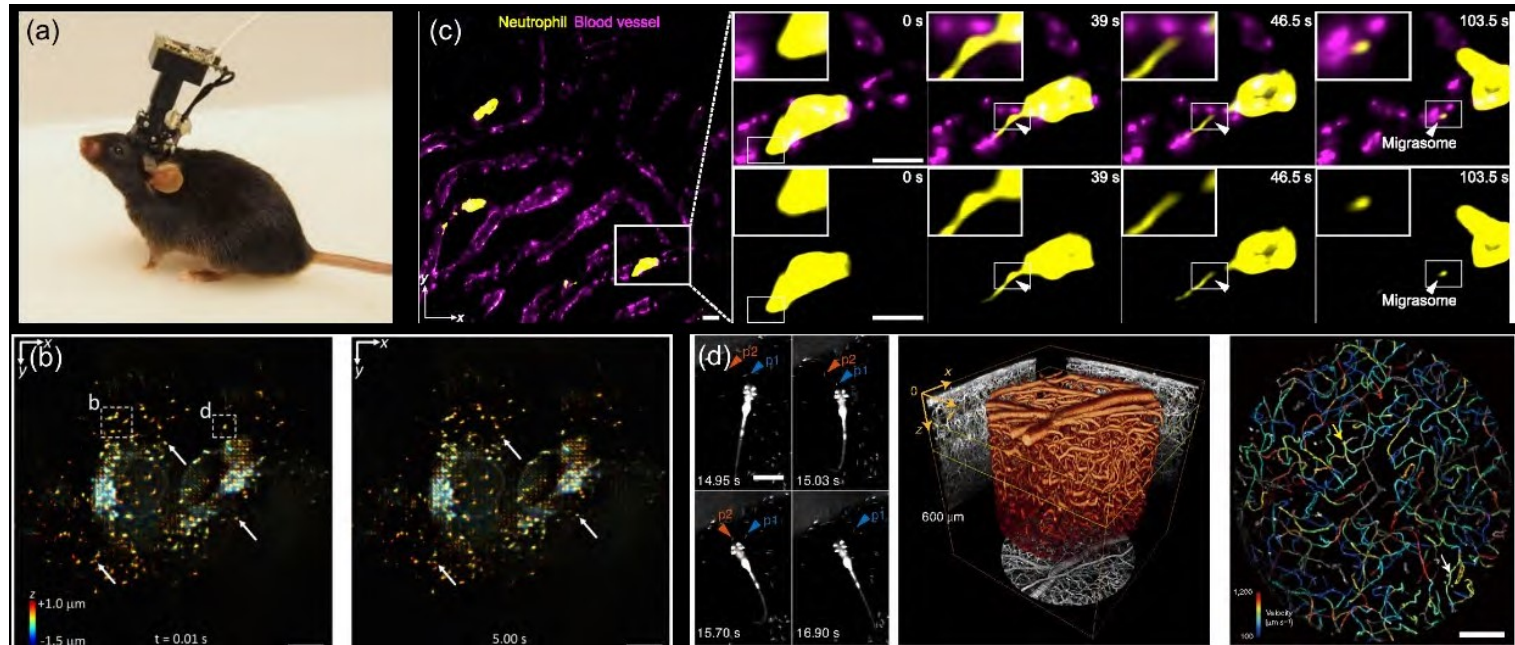 (a)
(c)
Neutrophil Blood vessel
y
x
0 s
39 s
46.5 s
103.5 s
Migrasome
0 s
39 s
46.5 s
103.5 s
Migrasome
(b)
x
y
b
d
z
+1.0 μm
-1.5 μm
t = 0.01 s
x
y
5.00 s
(d)
p2
p1
14.95 s
p2
p1
15.03 s
p2
p1
15.70 s
p1
16.90 s
0
x
z
600 μm
1,200
Velocity
(μm s⁻¹)
100